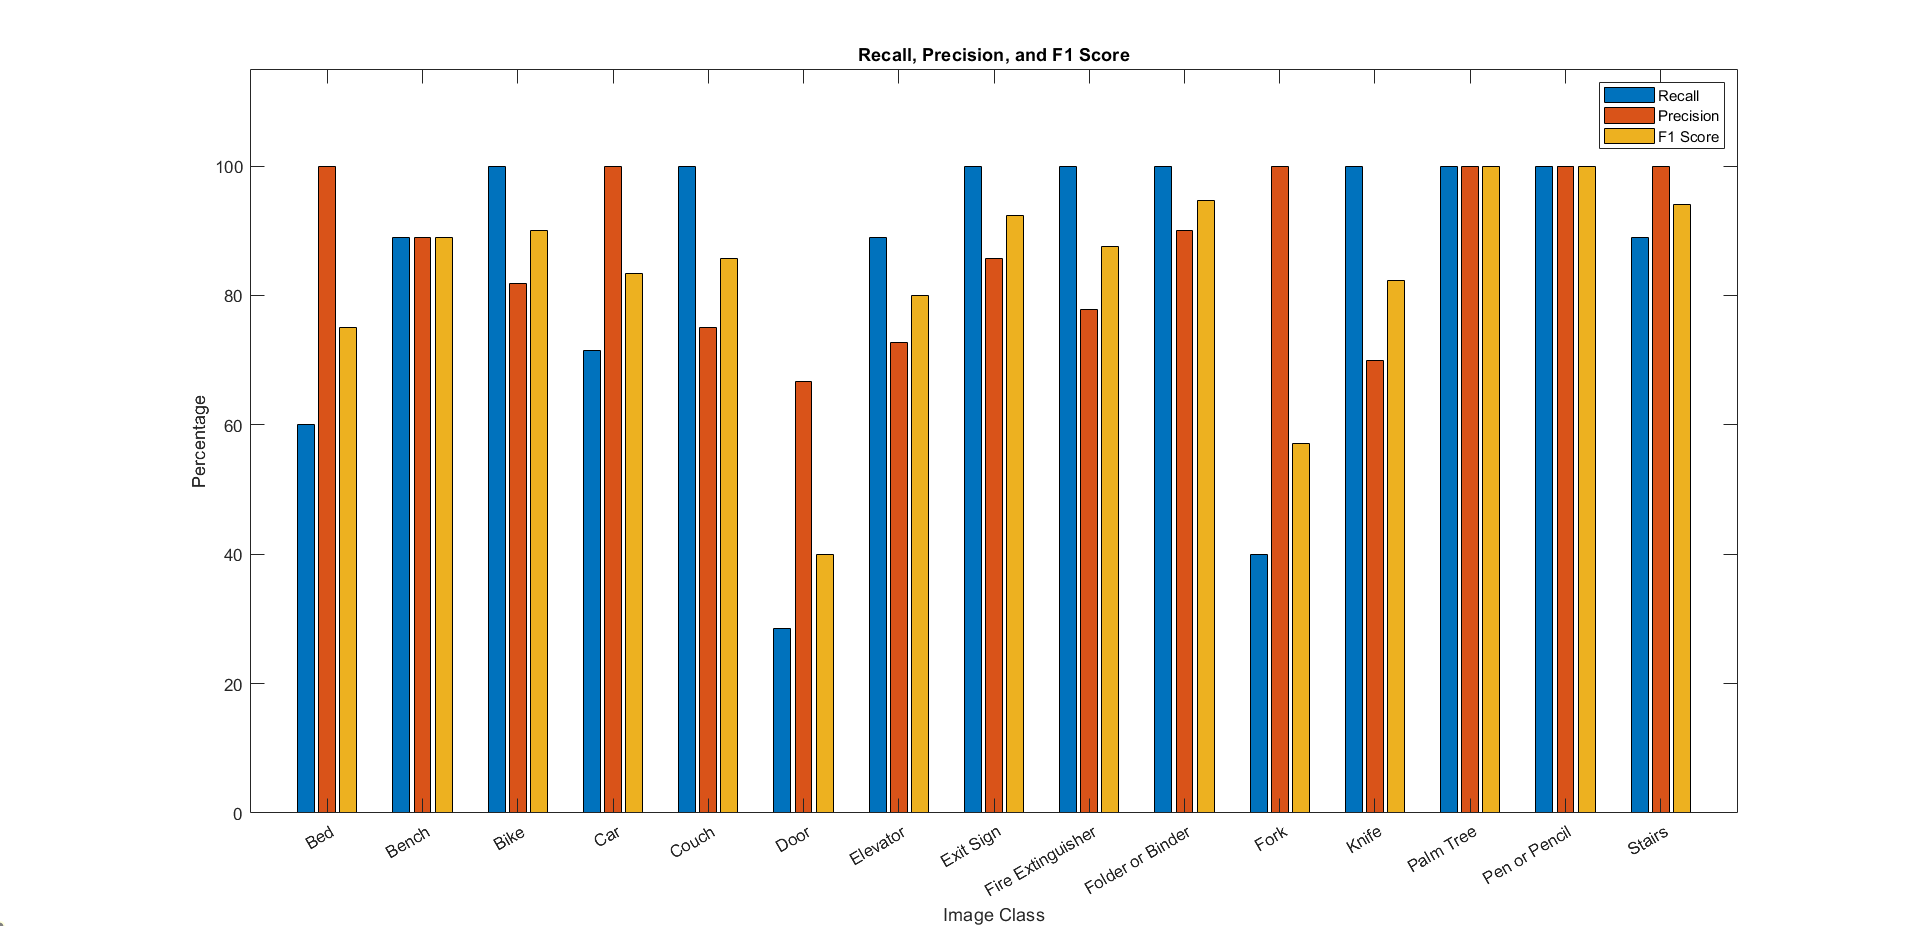 Recall, Precision, and F1 Score
Recall
Precision
F1 Score
100
80
60
40
20
0
Percentage
Bed
Bench
Bike
Car
Couch
Door
Elevator
Exit Sign
Fire Extinguisher
Folder or Binder
Fork
Knife
Palm Tree
Pen or Pencil
Stairs
Image Class